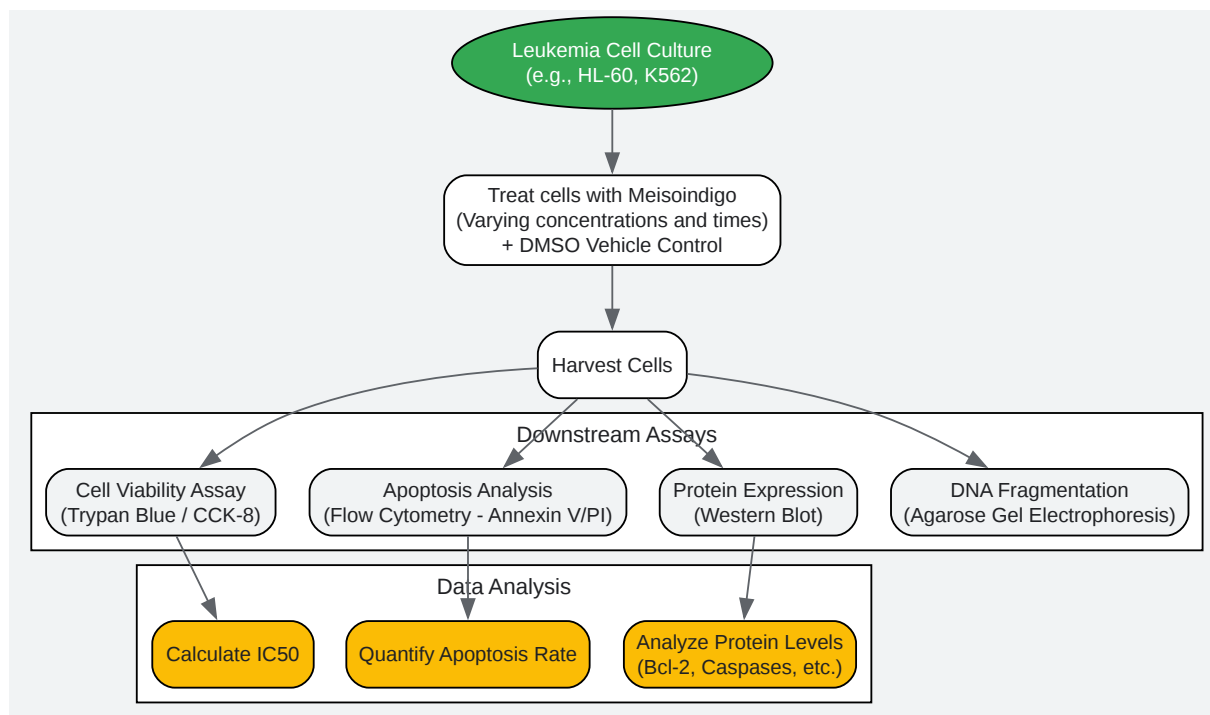 Leukemia Cell Culture
(e.g., HL-60, K562)
Treat cells with Meisoindigo
(Varying concentrations and times)
+ DMSO Vehicle Control
Harvest Cells
Downstream Assays
Cell Viability Assay
(Trypan Blue / CCK-8)
Apoptosis Analysis
(Flow Cytometry - Annexin V/PI)
Protein Expression
(Western Blot)
DNA Fragmentation
(Agarose Gel Electrophoresis)
Data Analysis
Calculate IC50
Quantify Apoptosis Rate
Analyze Protein Levels
(Bcl-2, Caspases, etc.)